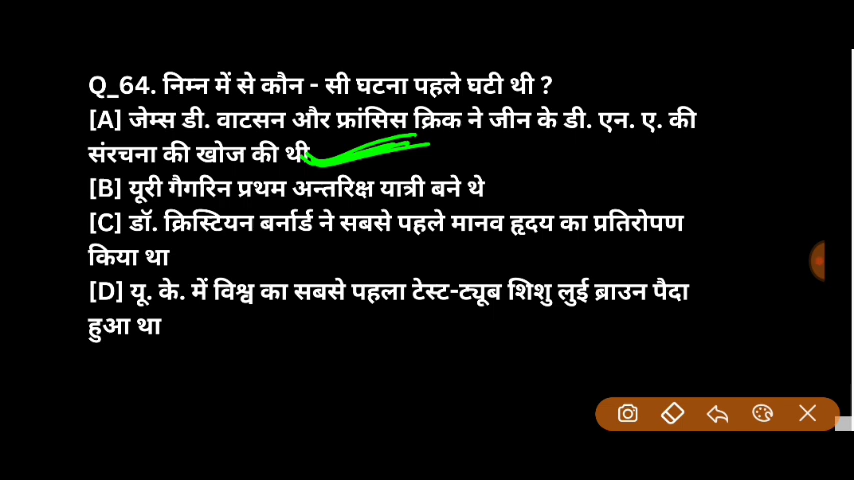 Q_64. निम्न में से कौन - सी घटना पहले घटी थी ?
[A] जेम्स डी. वाटसन और फ्रांसिस क्रिक ने जीन के डी. एन. ए. की
संरचना की खोज की थी
[B] यूरी गैगरिन प्रथम अन्तरिक्ष यात्री बने थे
[C] डॉ. क्रिस्टियन बर्नार्ड ने सबसे पहले मानव हृदय का प्रतिरोपण
किया था
[D] यू. के. में विश्व का सबसे पहला टेस्ट-ट्यूब शिशु लुई ब्राउन पैदा
हुआ था